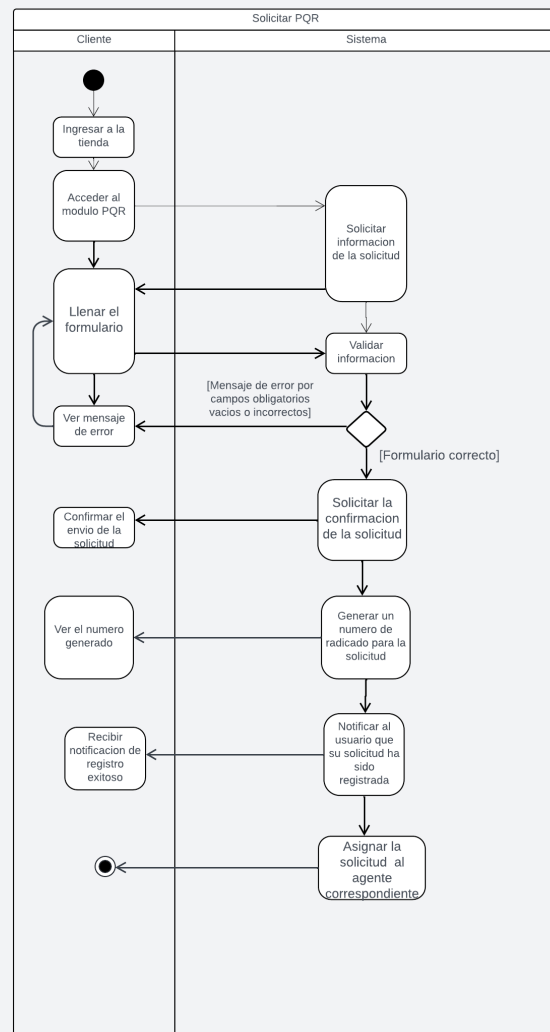 Solicitar PQR
Cliente
Sistema
Ingresar a la
tienda
Acceder al
modulo PQR
Solicitar
informacion
de la solicitud
Llenar el
formulario
Validar
informacion
[Mensaje de error por
campos obligatorios
vacios o incorrectos]
Ver mensaje
de error
[Formulario correcto]
Solicitar la
confirmacion
de la solicitud
Confirmar el
envio de la
solicitud
Generar un
numero de
radicado para la
solicitud
Ver el numero
generado
Notificar al
usuario que
su solicitud ha
sido
registrada
Recibir
notificacion de
registro
exitoso
Asignar la
solicitud al
agente
correspondiente